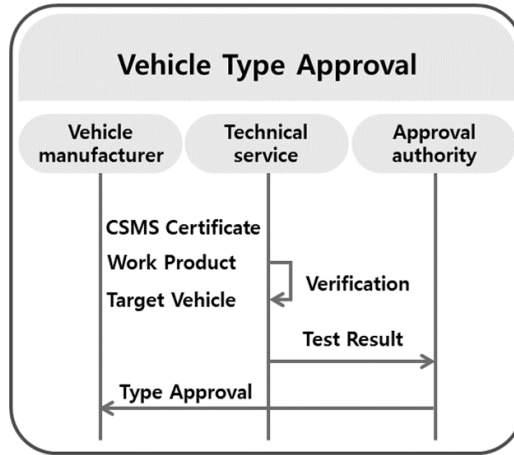 Vehicle Type Approval
Vehicle
manufacturer
Technical
service
Approval
authority
CSMS Certificate
Work Product
Target Vehicle
Verification
Test Result
Type Approval